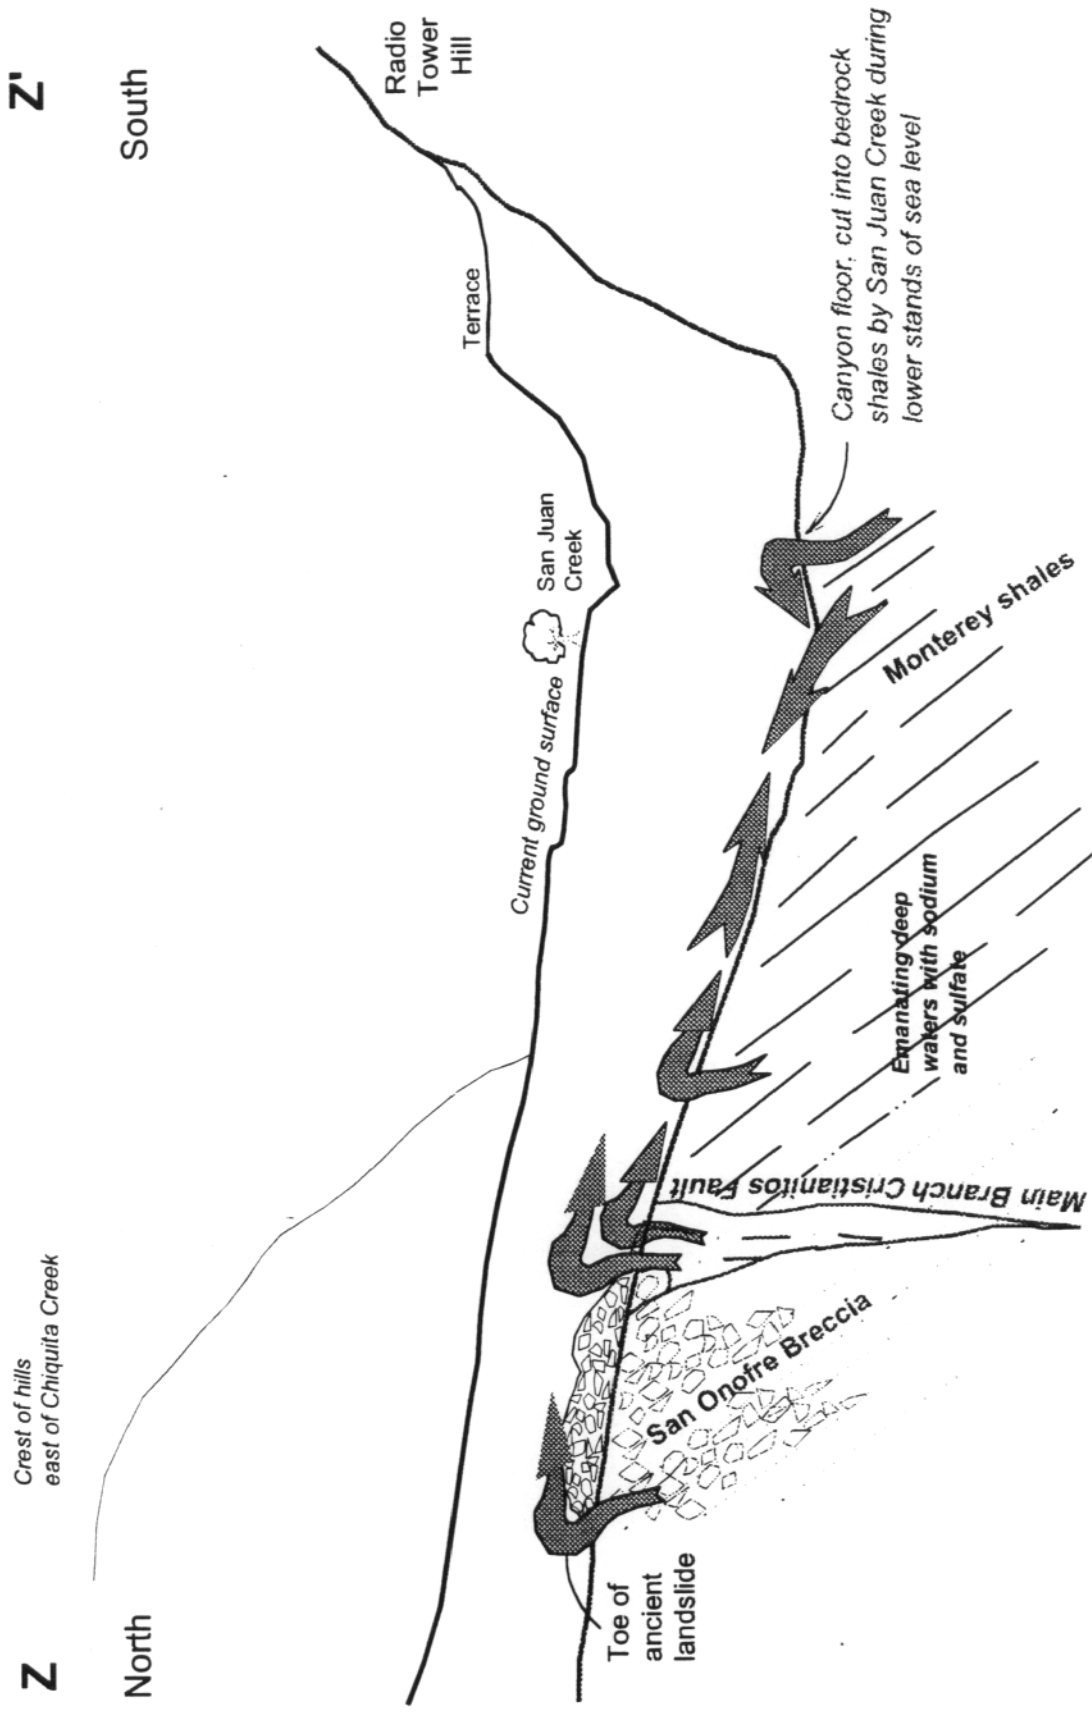 Z
Z'
North
South
Crest of hills
east of Chiquita Creek
Radio
Tower
Hill
Terrace
San Juan
Creek
Current ground surface
Canyon floor, cut into bedrock
shales by San Juan Creek during
lower stands of sea level
Toe of
ancient
landslide
San Onofre Breccia
Main Branch Cristianitos Fault
Emanating deep
waters with sodium
and sulfate
Monterey shales